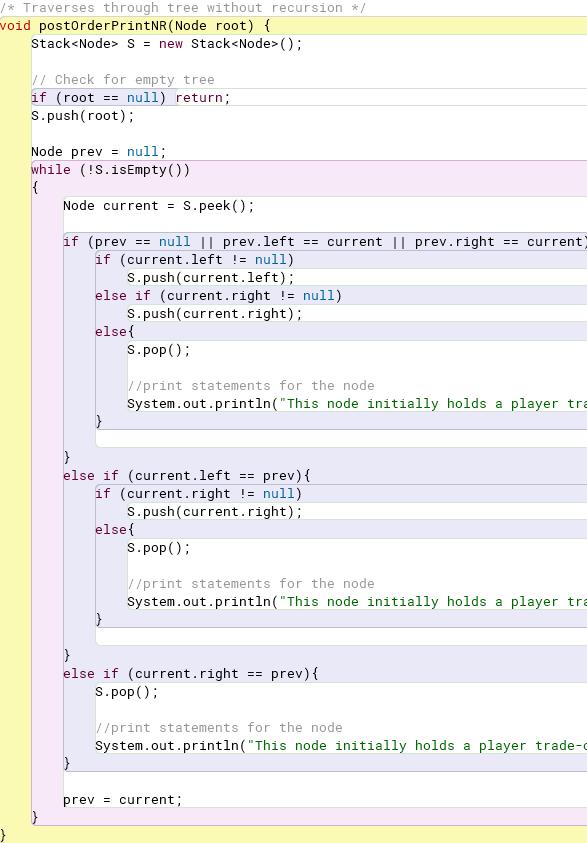 /* Traverses through tree without recursion */
void postOrderPrintNR(Node root) {
Stack<Node> S = new Stack<Node>();
// Check for empty tree
if (root == null) return;
S.push(root);
Node prev = null;
while (!S.isEmpty())
{
Node current = S.peek();
if (prev == null || prev.left == current || prev.right == current)
if (current.left != null)
S.push(current.left);
else if (current.right != null)
S.push(current.right);
else{
S.pop();
//print statements for the node
System.out.println("This node initially holds a player tra
}
}
else if (current.left == prev){
if (current.right != null)
S.push(current.right);
else{
S.pop();
//print statements for the node
System.out.println("This node initially holds a player tra
}
}
else if (current.right == prev){
S.pop();
//print statements for the node
System.out.println("This node initially holds a player trade-
}
prev = current;
}
}